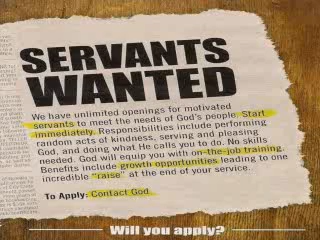 SERVANTS
WANTED
We have unlimited openings for motivated
servants to meet the needs of God's people. Start
immediately. Responsibilities include performing
random acts of kindness, serving and pleasing
God, and doing what He calls you to do. No skills
needed. God will equip you with on-the-job training.
Benefits include growth opportunities leading to one
incredible "raise" at the end of your service.
To Apply: Contact God.
Will you apply?